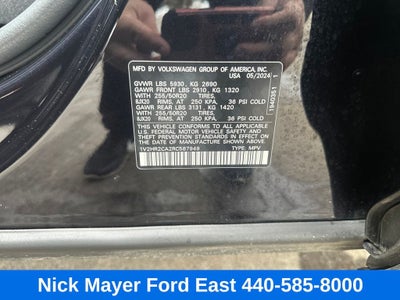 MFD BY VOLKSWAGEN GROUP OF AMERICA, INC.
USA 05/2024
GVWR LBS 5930, KG 2690
GAWR FRONT LBS 2910, KG 1320
WITH 255/50R20 TIRES,
8JX20 RIMS, AT 250 KPA, 36 PSI COLD
GAWR REAR LBS 3131, KG 1420
WITH 255/50R20 TIRES,
8JX20 RIMS, AT 250 KPA, 36 PSI COLD
THIS VEHICLE CONFORMS TO ALL APPLICABLE
U.S. FEDERAL MOTOR VEHICLE SAFETY AND THEFT
PREVENTION STANDARDS IN EFFECT ON THE
DATE OF MANUFACTURE SHOWN ABOVE.
TYPE: MPV
Nick Mayer Ford East 440-585-8000